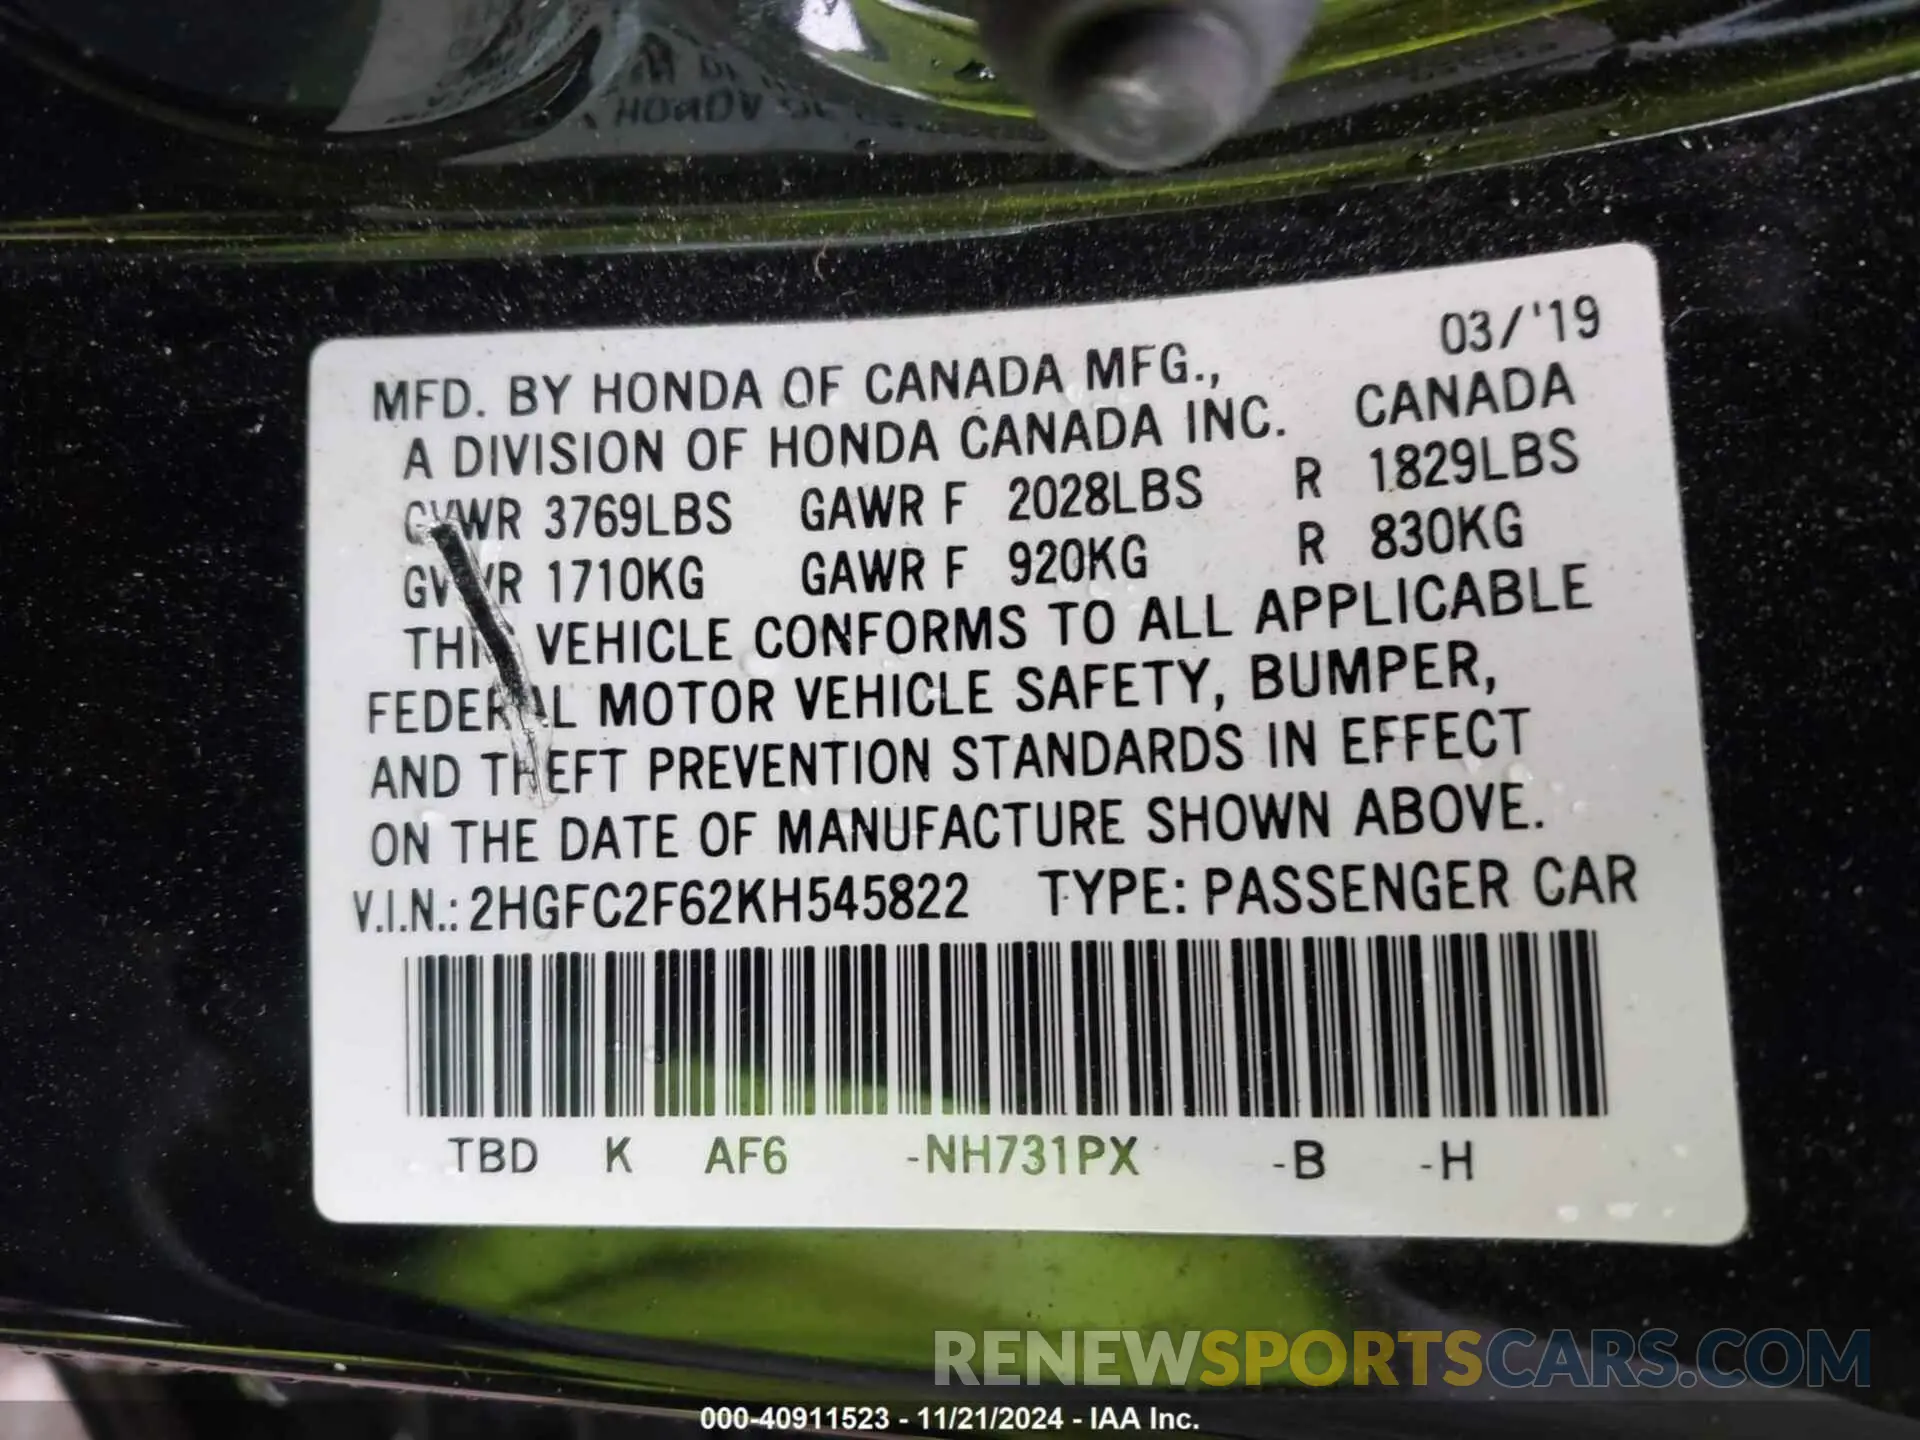 03/'19
MFD. BY HONDA OF CANADA MFG.,
A DIVISION OF HONDA CANADA INC. CANADA
GVWR 3769LBS GAWR F 2028LBS R 1829LBS
GVWR 1710KG GAWR F 920KG R 830KG
THIS VEHICLE CONFORMS TO ALL APPLICABLE
FEDERAL MOTOR VEHICLE SAFETY, BUMPER,
AND THEFT PREVENTION STANDARDS IN EFFECT
ON THE DATE OF MANUFACTURE SHOWN ABOVE.
V.I.N.: 2HGFC2F62KH545822 TYPE: PASSENGER CAR
TBD K AF6 -NH731PX -B -H
RENEWSPORTSCARS.COM
000-40911523 - 11/21/2024 - IAA Inc.